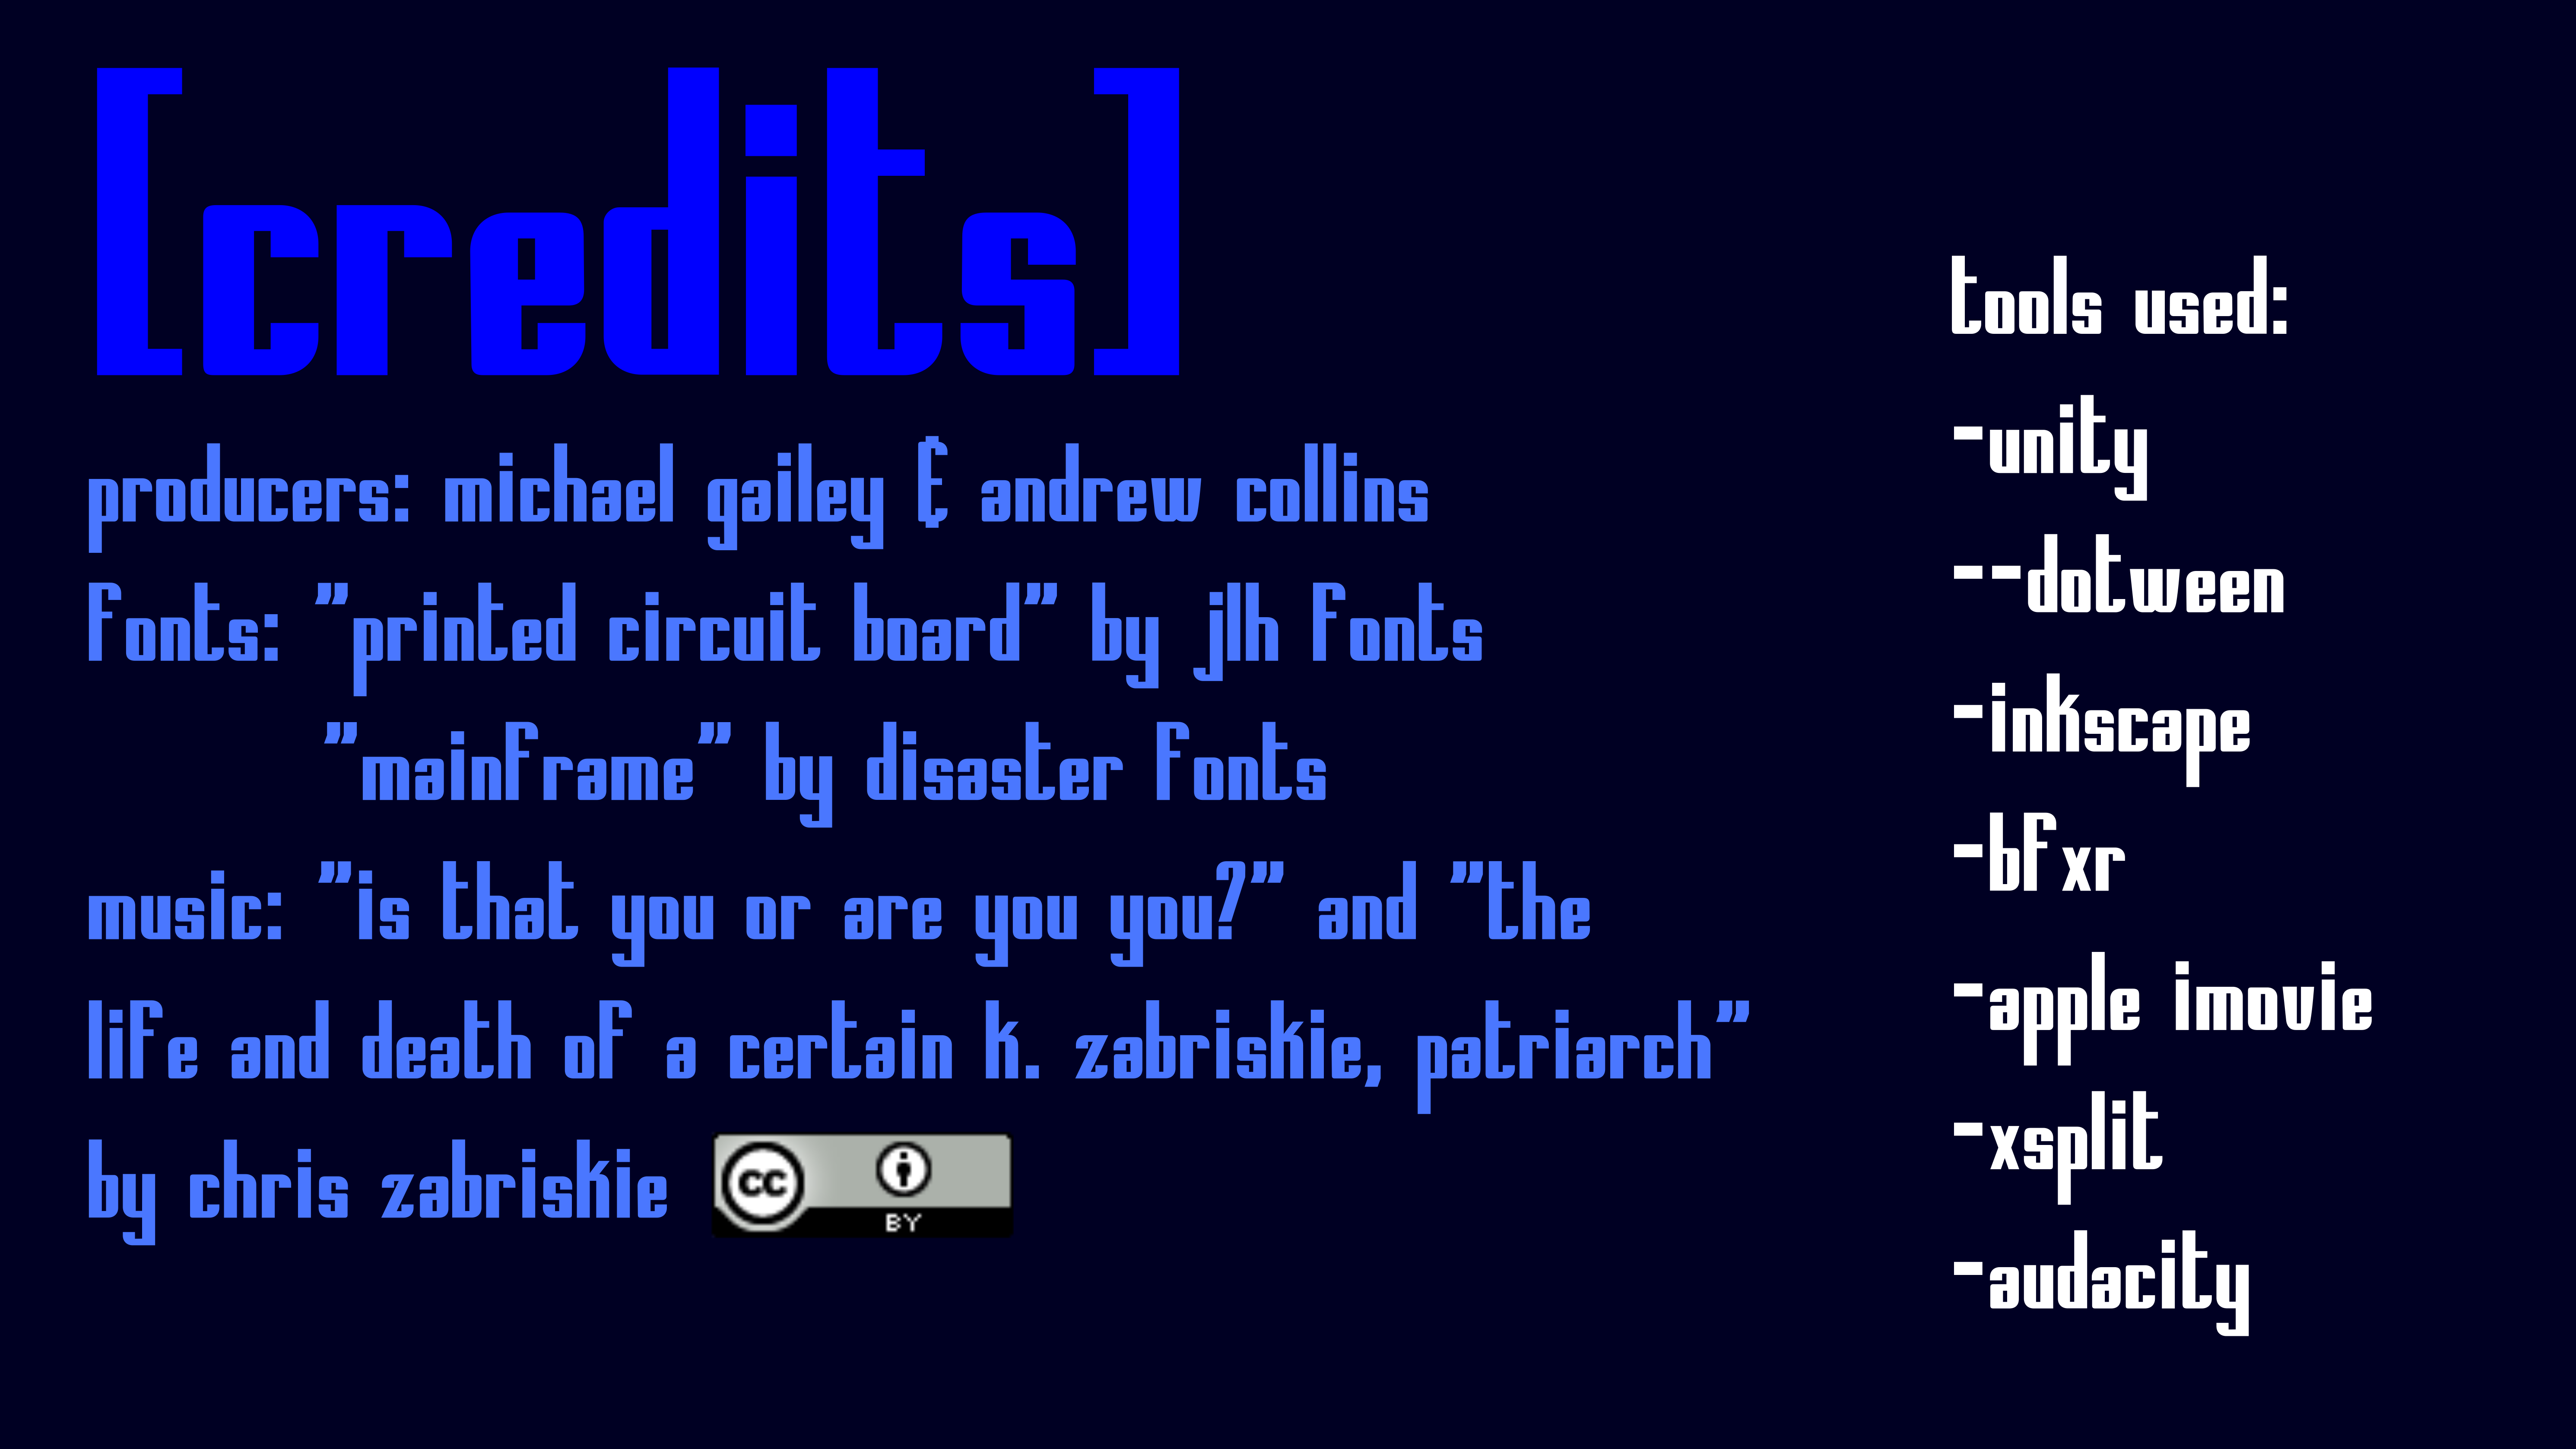 [credits]
producers: michael gailey & andrew collins
fonts: "printed circuit board" by jlh fonts
"mainframe" by disaster fonts
music: "is that you or are you you?" and "the
life and death of a certain k. zabriskie, patriarch"
by chris zabriskie
cc
BY
tools used:
-unity
--dotween
-inkscape
-bfxr
-apple imovie
-xsplit
-audacity